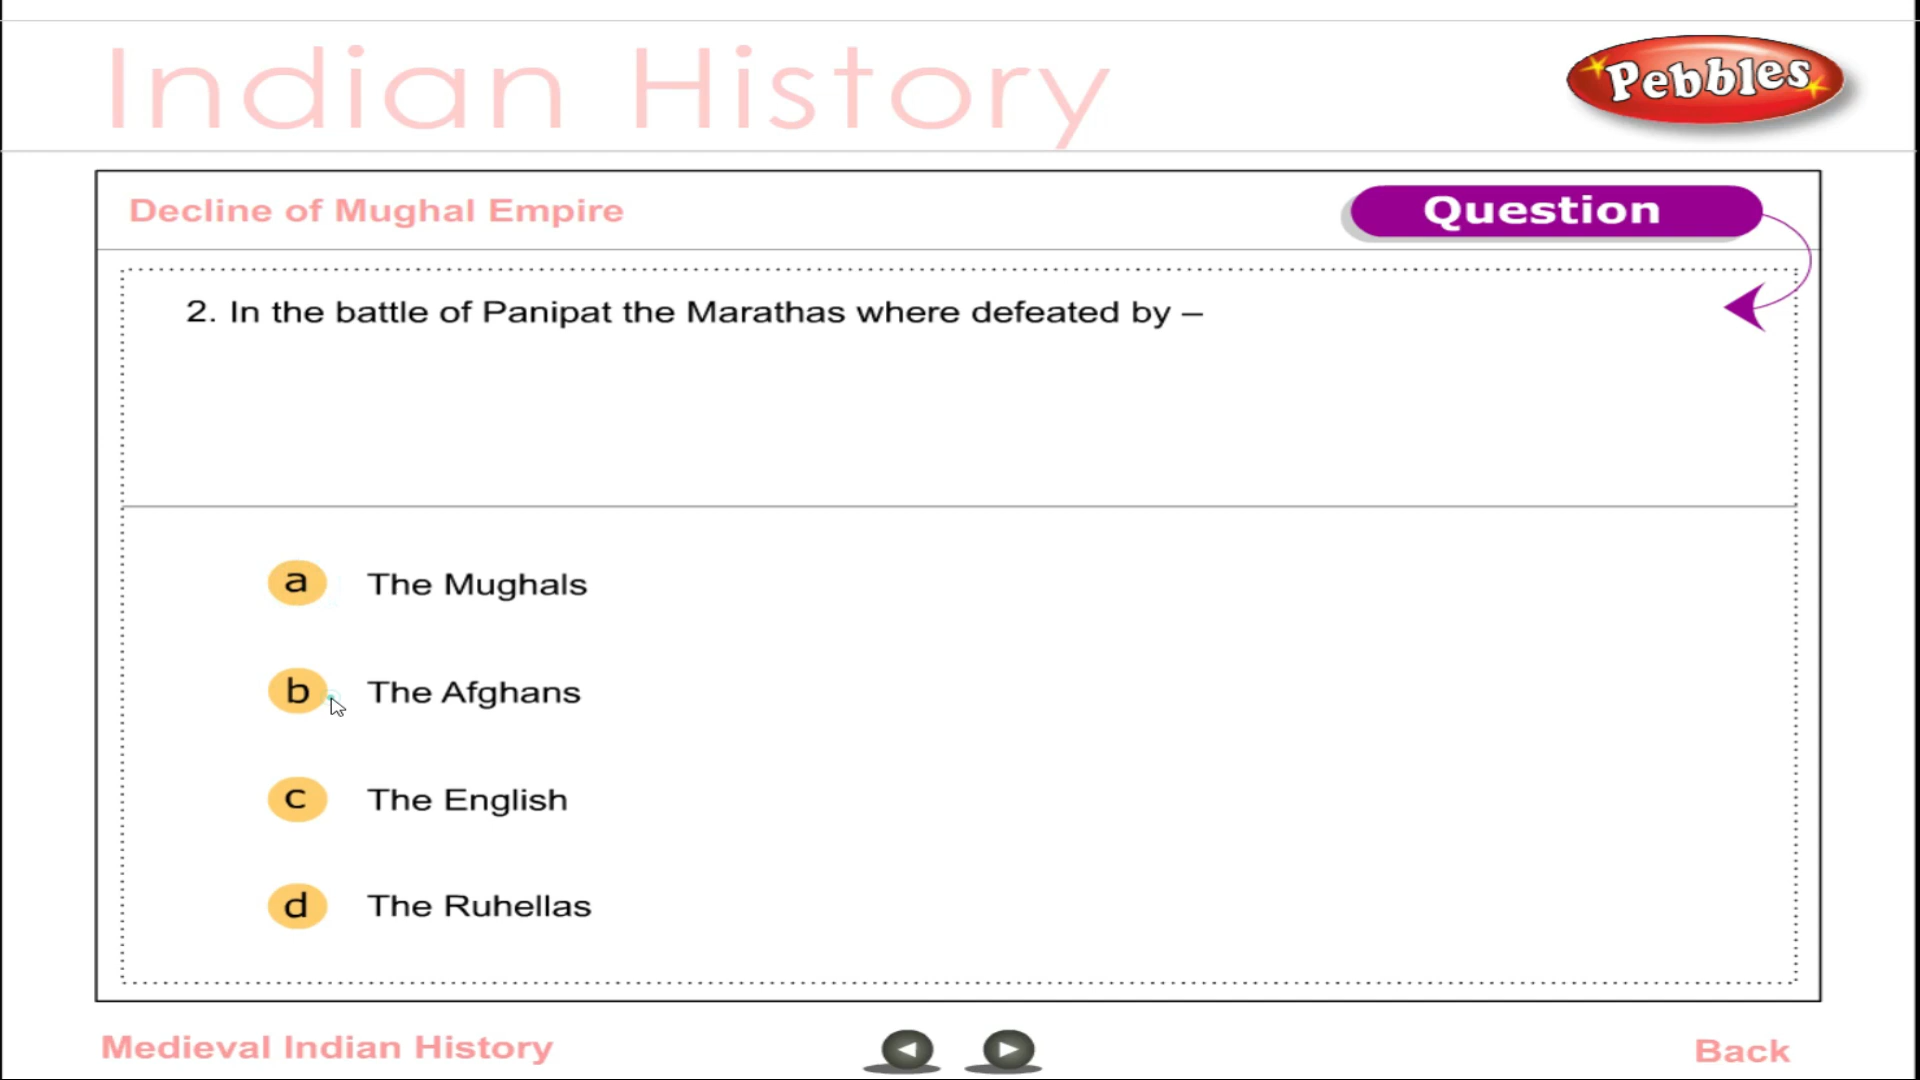 Indian History
Pebbles
Decline of Mughal Empire
Question
2. In the battle of Panipat the Marathas where defeated by –
a The Mughals
b The Afghans
c The English
d The Ruhellas
Medieval Indian History
Back